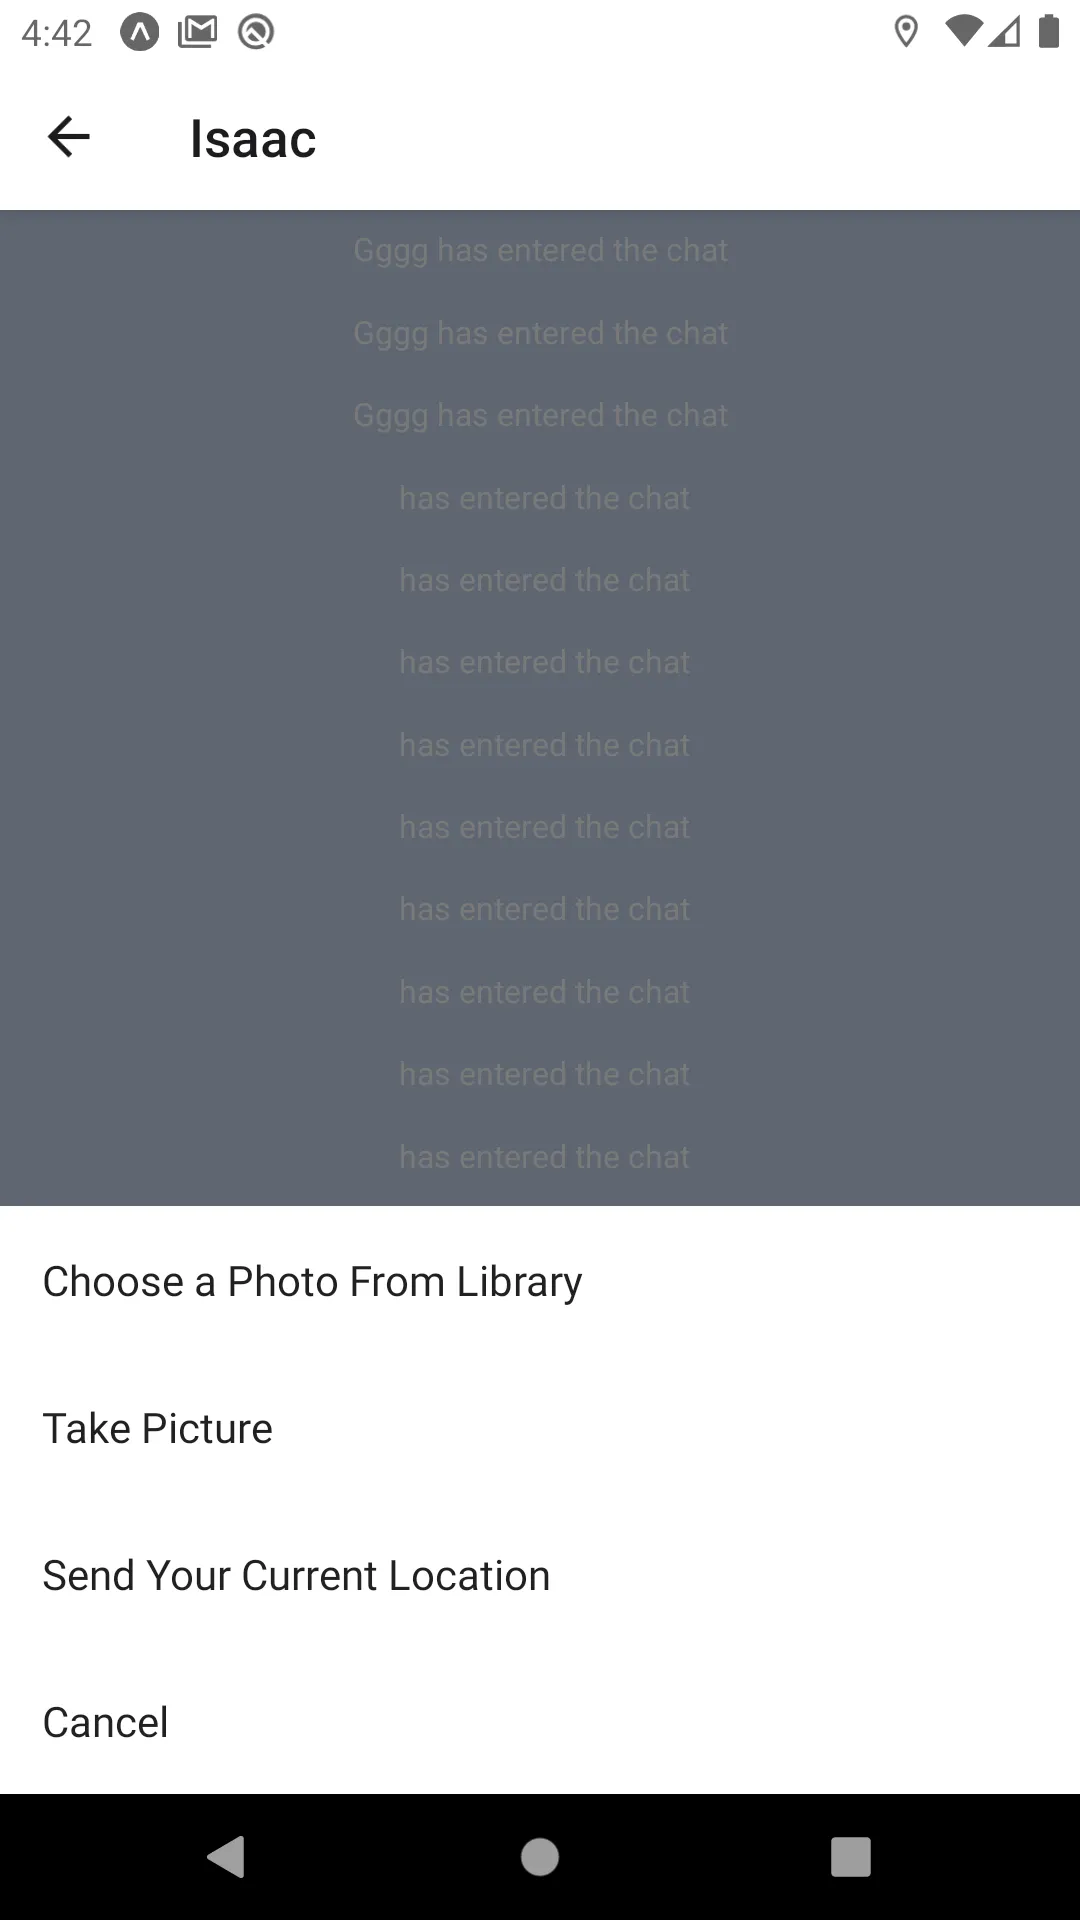 4:42
Isaac
Gggg has entered the chat
Gggg has entered the chat
Gggg has entered the chat
has entered the chat
has entered the chat
has entered the chat
has entered the chat
has entered the chat
has entered the chat
has entered the chat
has entered the chat
has entered the chat
Choose a Photo From Library
Take Picture
Send Your Current Location
Cancel